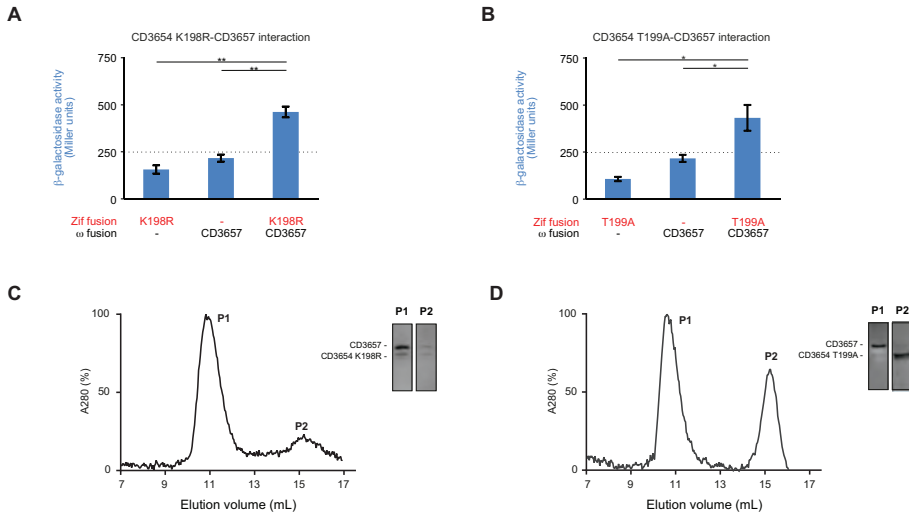 A
CD3654 K198R-CD3657 interaction
β-galactosidase activity
(Miller units)
750
500
250
0
**
**
Zif fusion K198R - K198R
ω fusion - CD3657 CD3657
B
CD3654 T199A-CD3657 interaction
β-galactosidase activity
(Miller units)
750
500
250
0
*
*
Zif fusion T199A - T199A
ω fusion - CD3657 CD3657
C
A280 (%)
100
50
0
P1
P2
7 9 11 13 15 17
Elution volume (mL)
P1 P2
CD3657 -
CD3654 K198R -
D
A280 (%)
100
50
0
P1
P2
7 9 11 13 15 17
Elution volume (mL)
P1 P2
CD3657 -
CD3654 T199A -